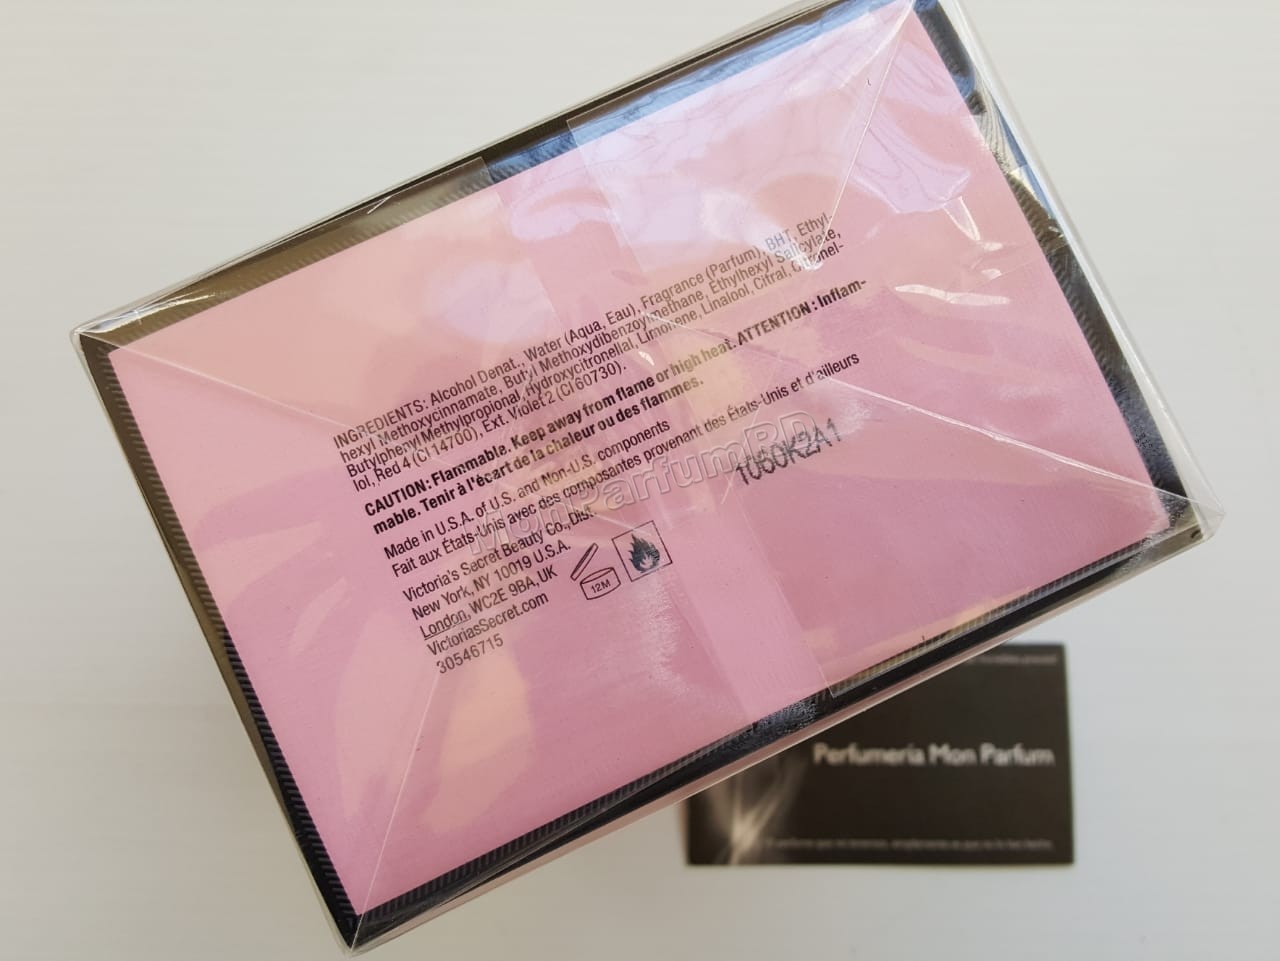 INGREDIENTS: Alcohol Denat., Water (Aqua, Eau), Fragrance (Parfum), BHT, Ethyl-
hexyl Methoxycinnamate, Butyl Methoxydibenzoylmethane, Ethylhexyl Salicylate,
Butylphenyl Methylpropional, Hydroxycitronellal, Limonene, Linalool, Citral, Citronel-
lol, Red 4 (CI 14700), Ext. Violet 2 (CI 60730).
CAUTION: Flammable. Keep away from flame or high heat. ATTENTION : Inflam-
mable. Tenir à l'écart de la chaleur ou des flammes.
Made in U.S.A. of U.S. and Non-U.S. components
Fait aux États-Unis avec des composantes provenant des États-Unis et d'ailleurs
Victoria's Secret Beauty Co., Dist.
New York, NY 10019 U.S.A.
London, WC2E 9BA, UK
VictoriasSecret.com
30546715
12M
1060K2A1
MonParfumRD
Perfumería Mon Parfum